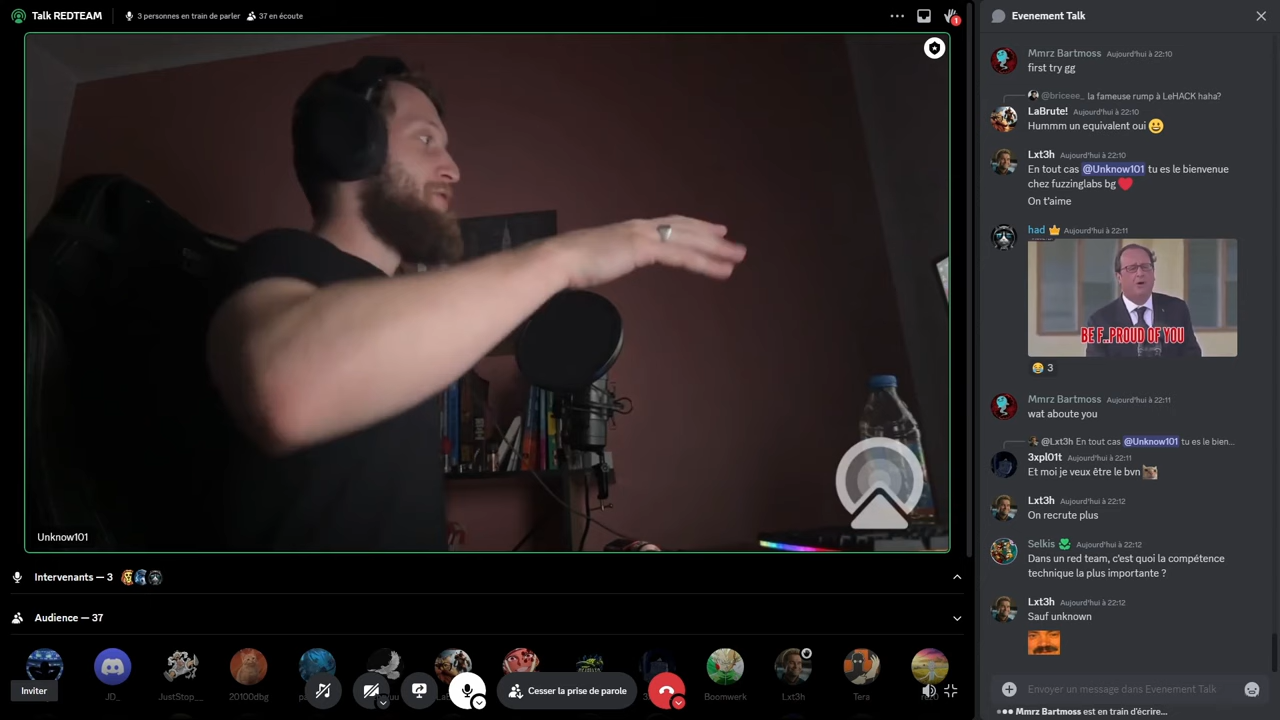 Talk REDTEAM
3 personnes en train de parler
37 en écoute
1
Unknow101
Intervenants — 3
Audience — 37
JD_
JustStop__
20100dbg
Boomwerk
Lxt3h
Tera
Inviter
Cesser la prise de parole
Evenement Talk
Mmrz Bartmoss Aujourd'hui à 22:10
first try gg
@briceee_ la fameuse rump à LeHACK haha?
LaBrute! Aujourd'hui à 22:10
Hummm un equivalent oui
Lxt3h Aujourd'hui à 22:10
En tout cas @Unknow101 tu es le bienvenue
chez fuzzinglabs bg
On t'aime
had Aujourd'hui à 22:11
BE F..PROUD OF YOU
3
Mmrz Bartmoss Aujourd'hui à 22:11
wat aboute you
@Lxt3h En tout cas @Unknow101 tu es le bien...
3xpl01t Aujourd'hui à 22:11
Et moi je veux être le bvn
Lxt3h Aujourd'hui à 22:12
On recrute plus
Selkis Aujourd'hui à 22:12
Dans un red team, c'est quoi la compétence
technique la plus importante ?
Lxt3h Aujourd'hui à 22:12
Sauf unknown
Envoyer un message dans Evenement Talk
Mmrz Bartmoss est en train d'écrire...